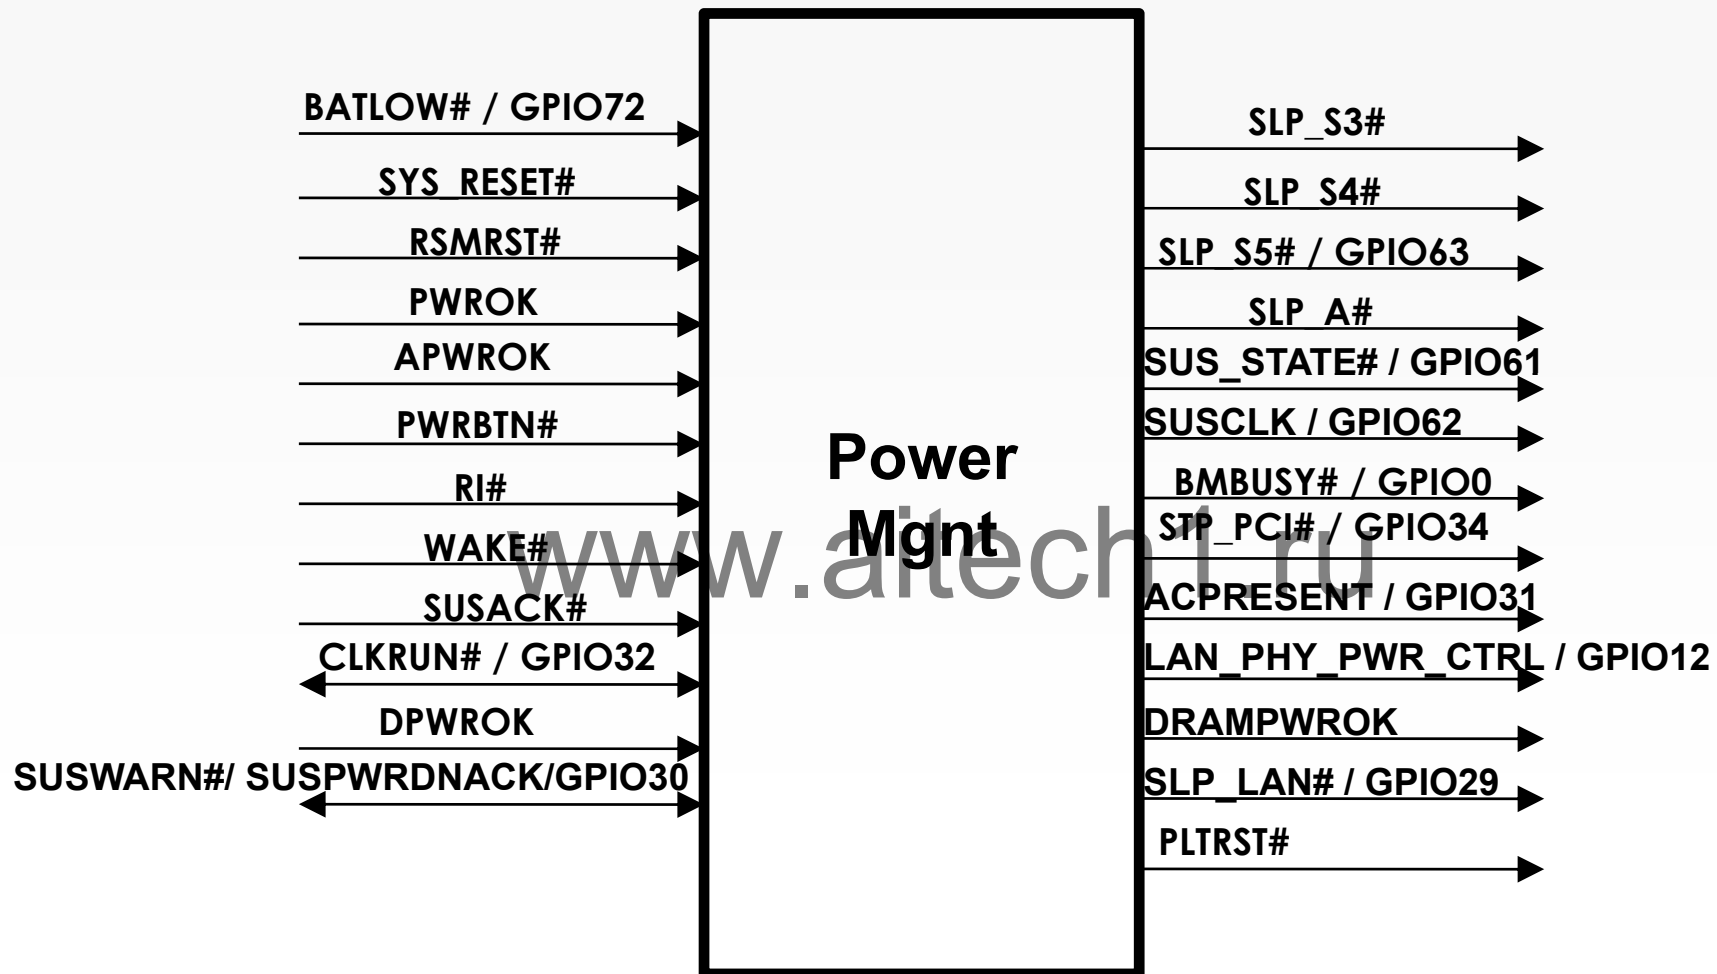 BATLOW# / GPIO72
SYS_RESET#
RSMRST#
PWROK
APWROK
PWRBTN#
RI#
WAKE#
SUSACK#
CLKRUN# / GPIO32
DPWROK
SUSWARN#/ SUSPWRDNACK/GPIO30
Power
Mgnt
www.aitech1.ru
SLP_S3#
SLP_S4#
SLP_S5# / GPIO63
SLP_A#
SUS_STATE# / GPIO61
SUSCLK / GPIO62
BMBUSY# / GPIO0
STP_PCI# / GPIO34
ACPRESENT / GPIO31
LAN_PHY_PWR_CTRL / GPIO12
DRAMPWROK
SLP_LAN# / GPIO29
PLTRST#